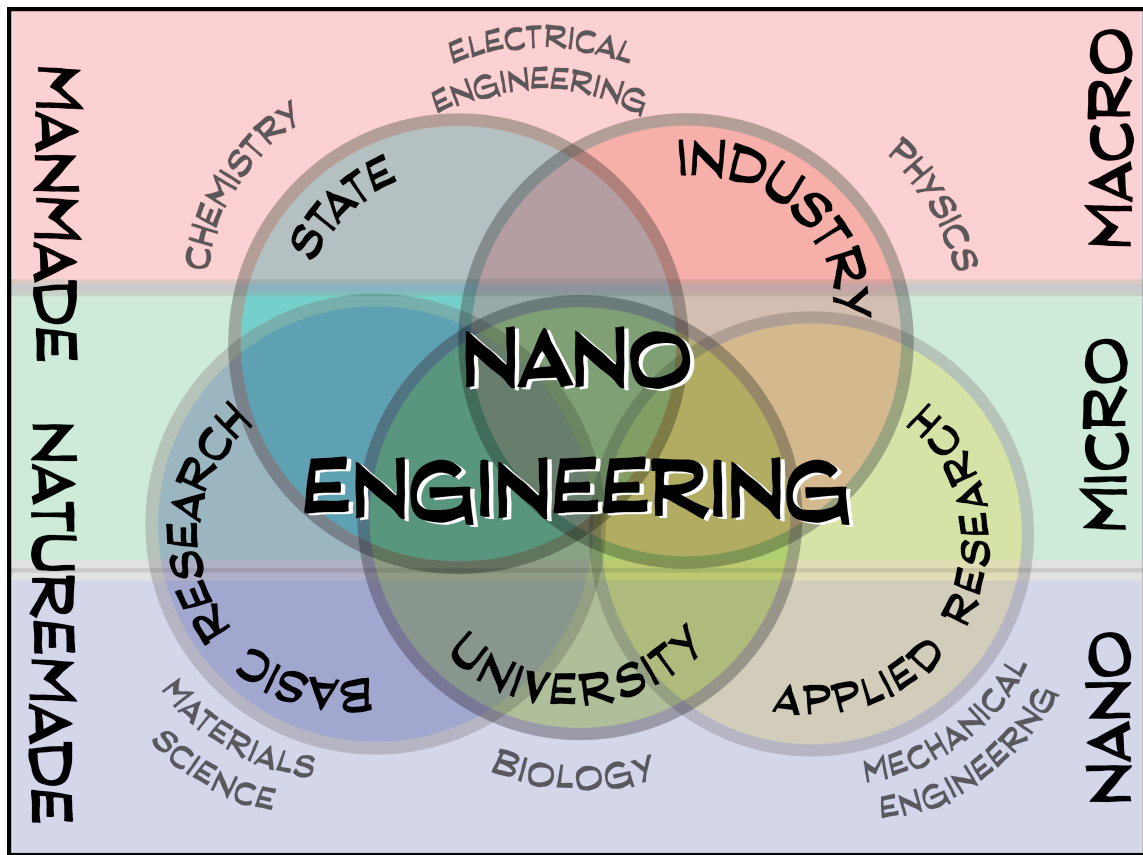 MANMADE
NATUREMADE
MACRO
MICRO
NANO
CHEMISTRY
ELECTRICAL
ENGINEERING
PHYSICS
STATE
INDUSTRY
NANO
ENGINEERING
BASIC RESEARCH
UNIVERSITY
APPLIED RESEARCH
MATERIALS
SCIENCE
BIOLOGY
MECHANICAL
ENGINEERNG